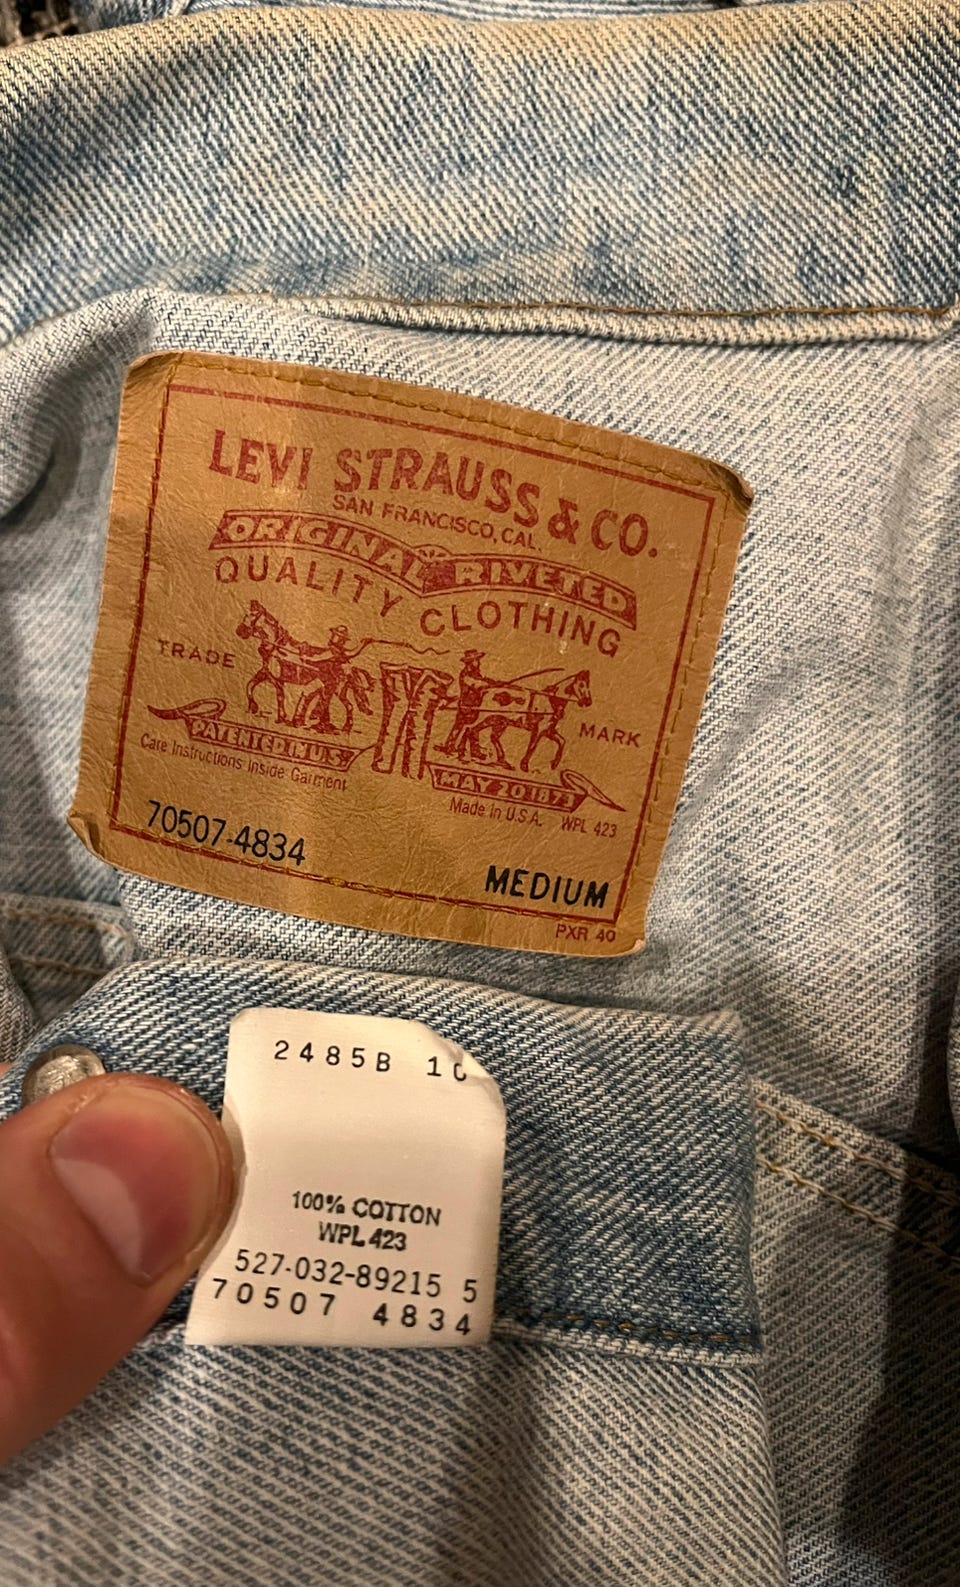 LEVI STRAUSS & CO.
SAN FRANCISCO, CAL.
ORIGINAL RIVETED
QUALITY CLOTHING
TRADE MARK
PATENTED IN U.S. MAY 20 1873
Care Instructions Inside Garment
Made in U.S.A. WPL 423
70507-4834
MEDIUM
PXR 40
2485B
100% COTTON
WPL 423
527-032-89215 5
70507 4834